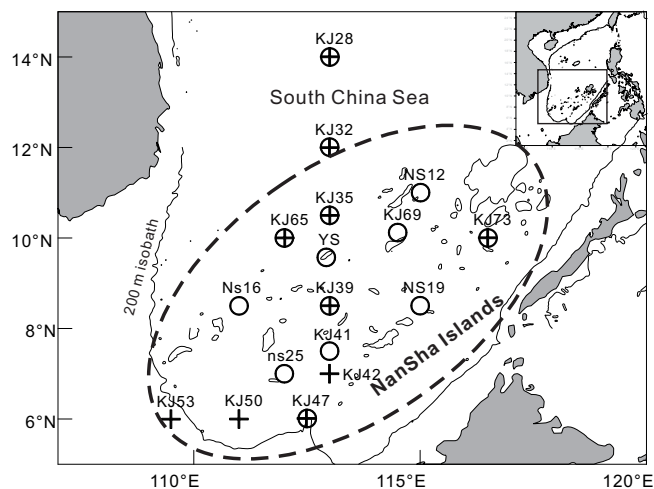 14°N
KJ28
South China Sea
12°N
KJ32
NS12
KJ35
KJ69
KJ65
KJ73
10°N
YS
200 m isobath
Ns16
KJ39
NS19
8°N
KJ41
NanSha Islands
ns25
KJ42
KJ53
KJ50
KJ47
6°N
110°E
115°E
120°E